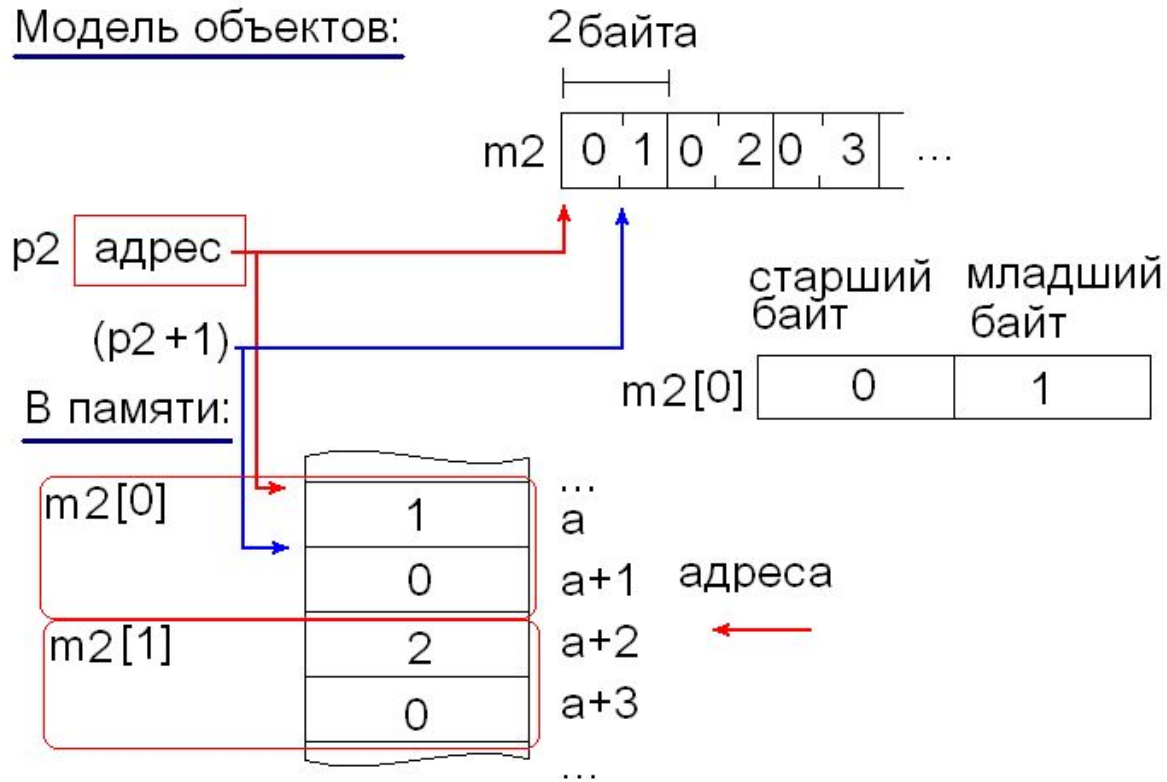 Модель объектов:
2байта
m2 0 1 0 2 0 3 ...
p2 адрес
старший байт
младший байт
(p2+1)
m2[0] 0 1
В памяти:
...
m2[0] 1 a
0 a+1 адреса
m2[1] 2 a+2
0 a+3
...